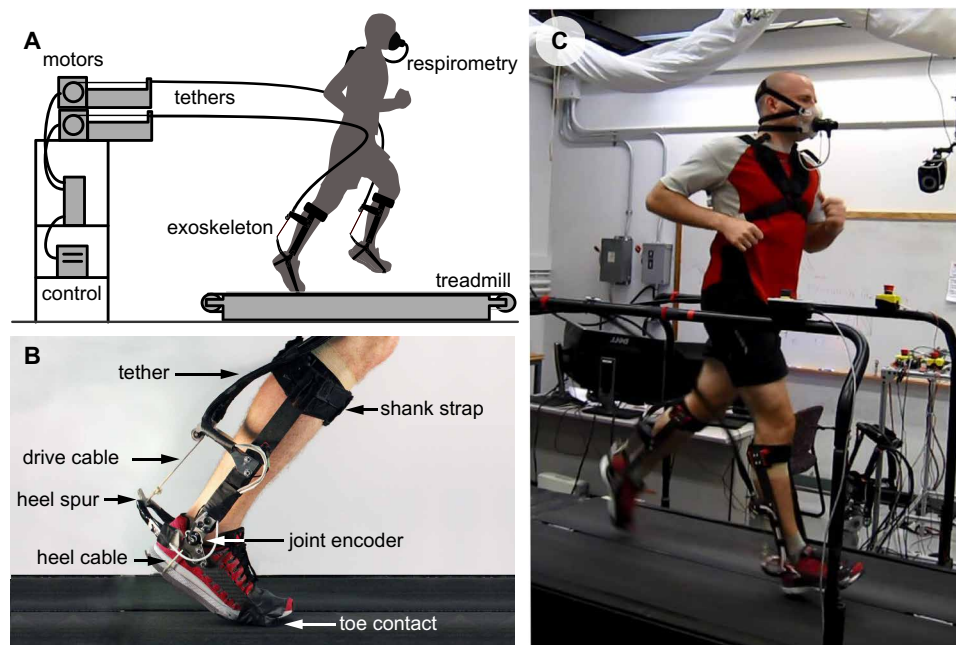 A
motors
respirometry
tethers
exoskeleton
treadmill
control
B
tether
shank strap
drive cable
heel spur
joint encoder
heel cable
toe contact
C
DELL